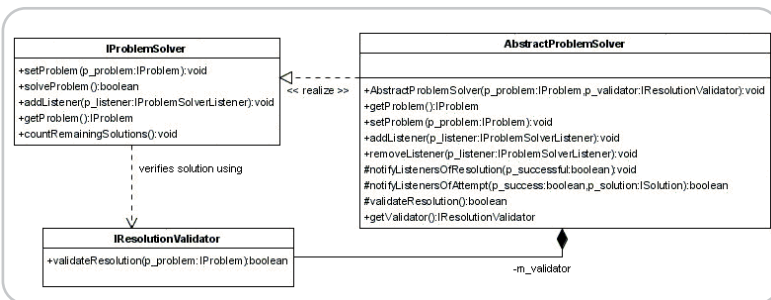 IProblemSolver
+setProblem(p_problem:IProblem):void
+solveProblem():boolean
+addListener(p_listener:IProblemSolverListener):void
+getProblem():IProblem
+countRemainingSolutions():void
<< realize >>
AbstractProblemSolver
+AbstractProblemSolver(p_problem:IProblem,p_validator:IResolutionValidator):void
+getProblem():IProblem
+setProblem(p_problem:IProblem):void
+addListener(p_listener:IProblemSolverListener):void
+removeListener(p_listener:IProblemSolverListener):void
#notifyListenersOfResolution(p_successful:boolean):void
#notifyListenersOfAttempt(p_success:boolean,p_solution:ISolution):boolean
#validateResolution():boolean
+getValidator():IResolutionValidator
verifies solution using
IResolutionValidator
+validateResolution(p_problem:IProblem):boolean
-m_validator